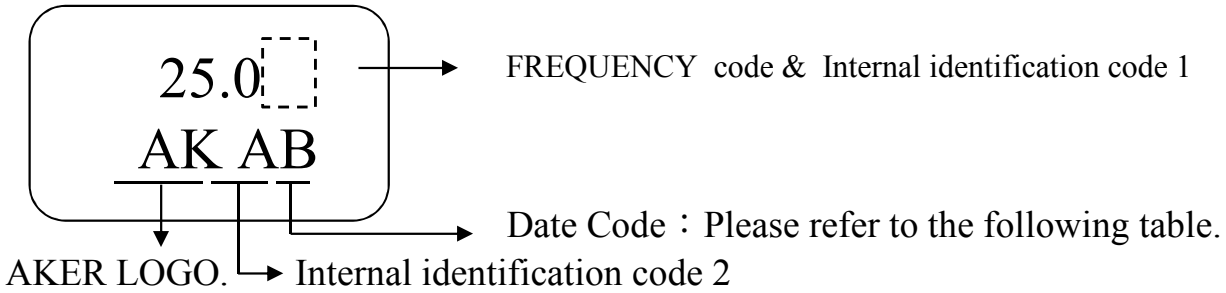 25.0
FREQUENCY code & Internal identification code 1
AK AB
Date Code：Please refer to the following table.
AKER LOGO.
Internal identification code 2